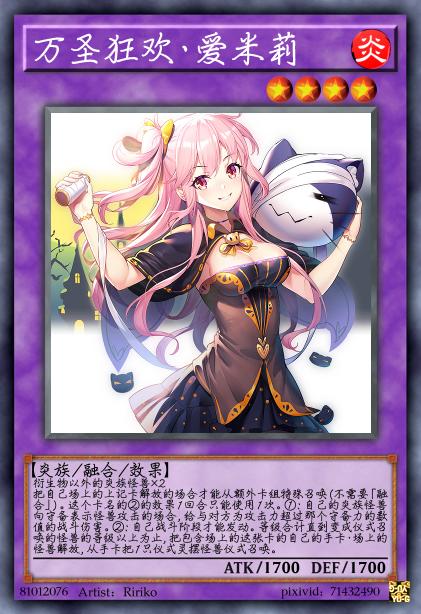 万圣狂欢·爱米莉
炎
【炎族/融合/效果】
衍生物以外的炎族怪兽×2
把自己场上的上记卡解放的场合才能从额外卡组特殊召唤(不需要「融
合」)。这个卡名的②的效果1回合只能使用1次。①:自己的炎族怪兽
向守备表示怪兽攻击的场合,给与对方为攻击力超过那个守备力的数
值的战斗伤害。②:自己战斗阶段才能发动。等级合计直到变成仪式召
唤的怪兽的等级以上为止,把包含场上的这张卡的自己的手卡·场上的
怪兽解放,从手卡把1只仪式灵摆怪兽仪式召唤。
ATK/1700 DEF/1700
81012076 Artist: Ririko pixivid: 71432490